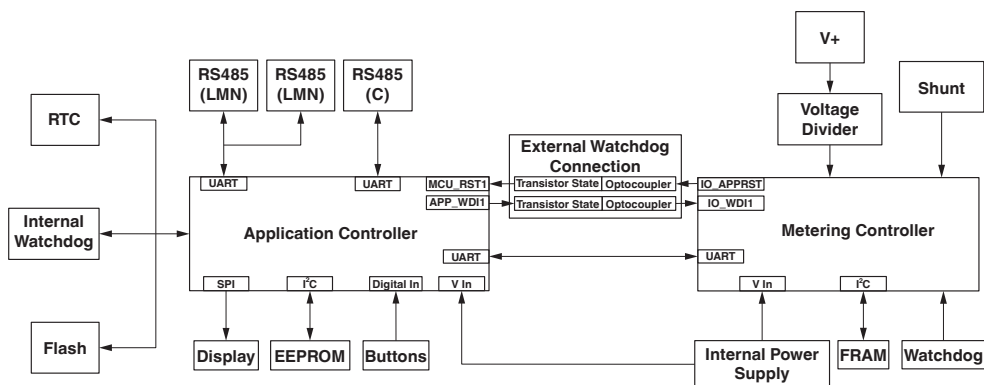 V+
RS485
(LMN)
RS485
(LMN)
RS485
(C)
Shunt
RTC
Voltage
Divider
External Watchdog
Connection
UART
UART
MCU_RST1
Transistor State
Optocoupler
IO_APPRST
APP_WDI1
Transistor State
Optocoupler
IO_WDI1
Internal
Watchdog
Application Controller
Metering Controller
UART
UART
SPI
I²C
Digital In
V In
V In
I²C
Flash
Display
EEPROM
Buttons
Internal Power
Supply
FRAM
Watchdog